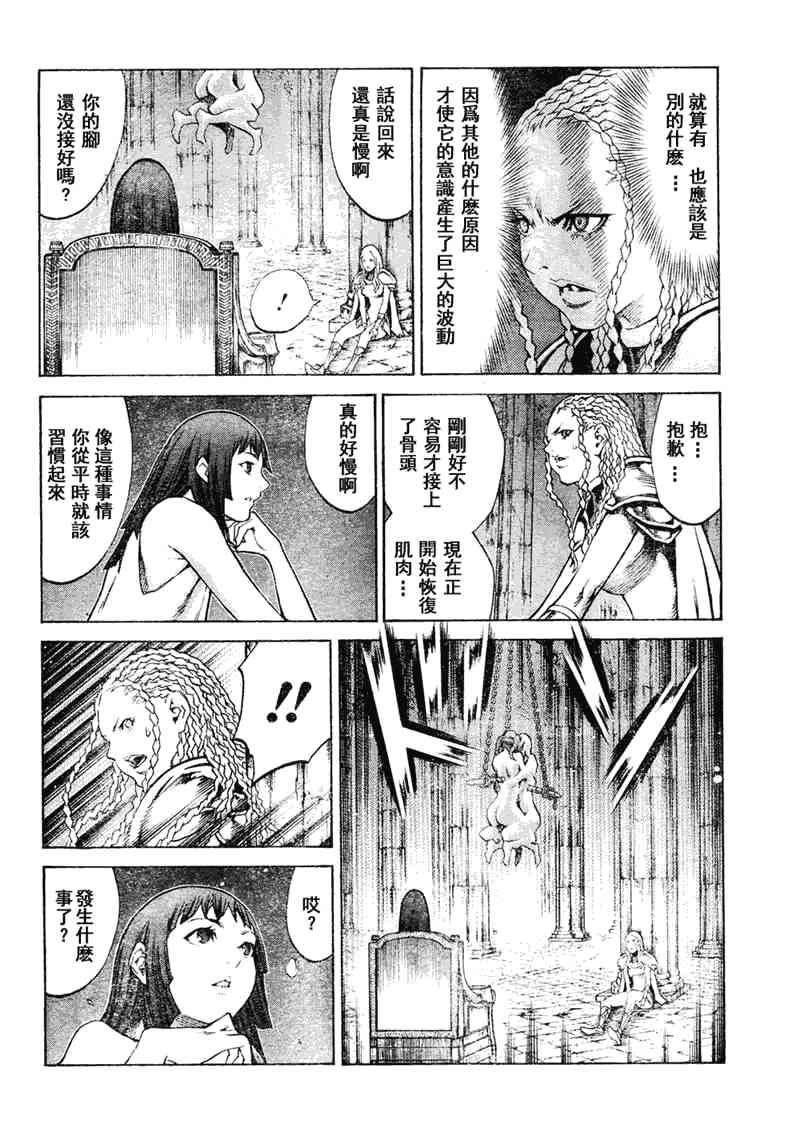 就算有
別的什麽
也應該是
…
因爲其他的什麽原因
才使它的意識產生了巨大的波動
話說回來
還真是慢啊
你的腳
還沒接好嗎?
!
抱…
抱歉…
剛剛好不
容易才接上
了骨頭
現在正
開始恢復
肌肉…
真的好慢啊
像這種事情
你從平時就該
習慣起來
!!
哎?
發生什麽
事了?